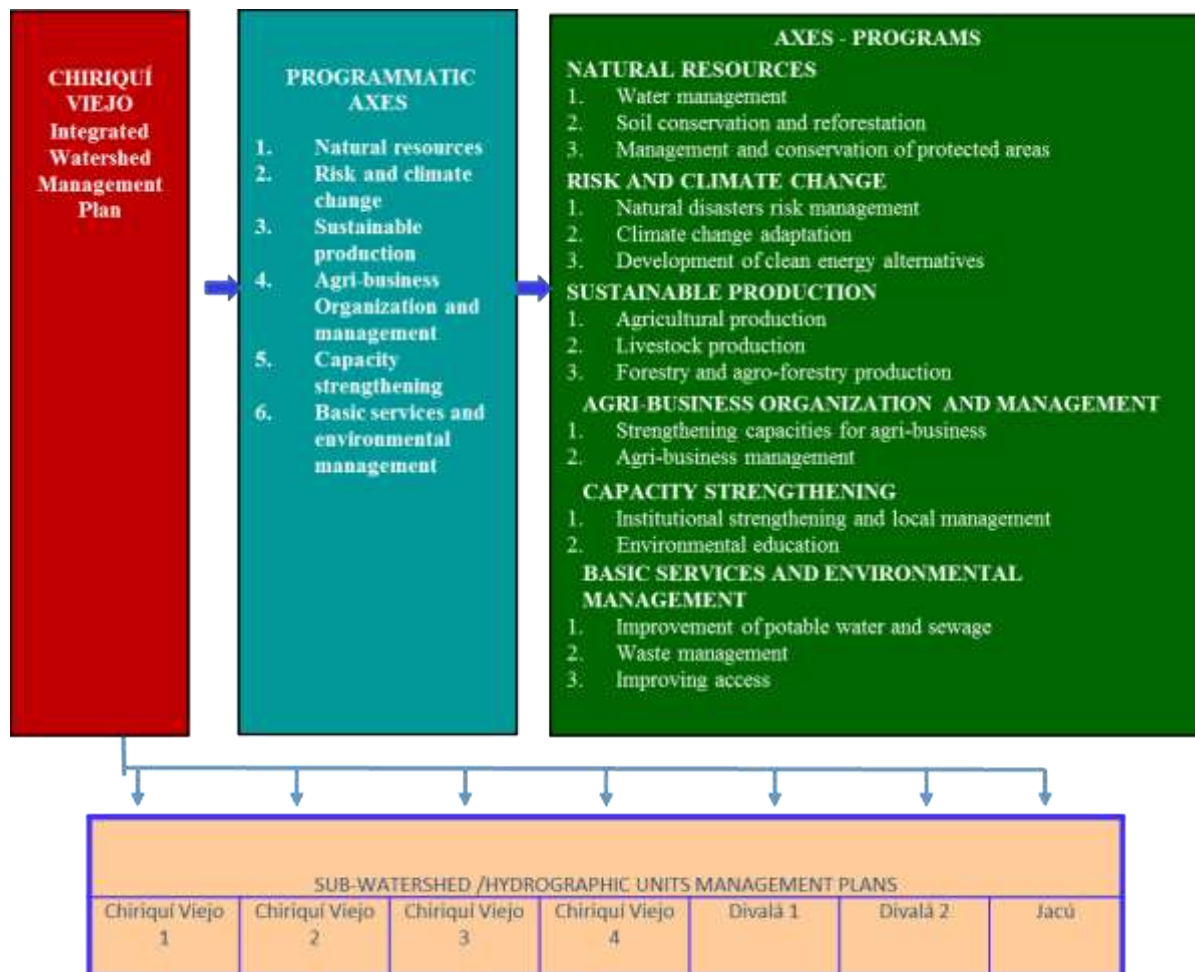 CHIRIQUÍ
VIEJO
Integrated
Watershed
Management
Plan
PROGRAMMATIC
AXES
1. Natural resources
2. Risk and climate
change
3. Sustainable
production
4. Agri-business
Organization and
management
5. Capacity
strengthening
6. Basic services and
environmental
management
AXES - PROGRAMS
NATURAL RESOURCES
1. Water management
2. Soil conservation and reforestation
3. Management and conservation of protected areas
RISK AND CLIMATE CHANGE
1. Natural disasters risk management
2. Climate change adaptation
3. Development of clean energy alternatives
SUSTAINABLE PRODUCTION
1. Agricultural production
2. Livestock production
3. Forestry and agro-forestry production
AGRI-BUSINESS ORGANIZATION AND MANAGEMENT
1. Strengthening capacities for agri-business
2. Agri-business management
CAPACITY STRENGTHENING
1. Institutional strengthening and local management
2. Environmental education
BASIC SERVICES AND ENVIRONMENTAL
MANAGEMENT
1. Improvement of potable water and sewage
2. Waste management
3. Improving access
SUB-WATERSHED /HYDROGRAPHIC UNITS MANAGEMENT PLANS
Chiriquí Viejo
1
Chiriquí Viejo
2
Chiriquí Viejo
3
Chiriquí Viejo
4
Divalá 1
Divalá 2
Jacú